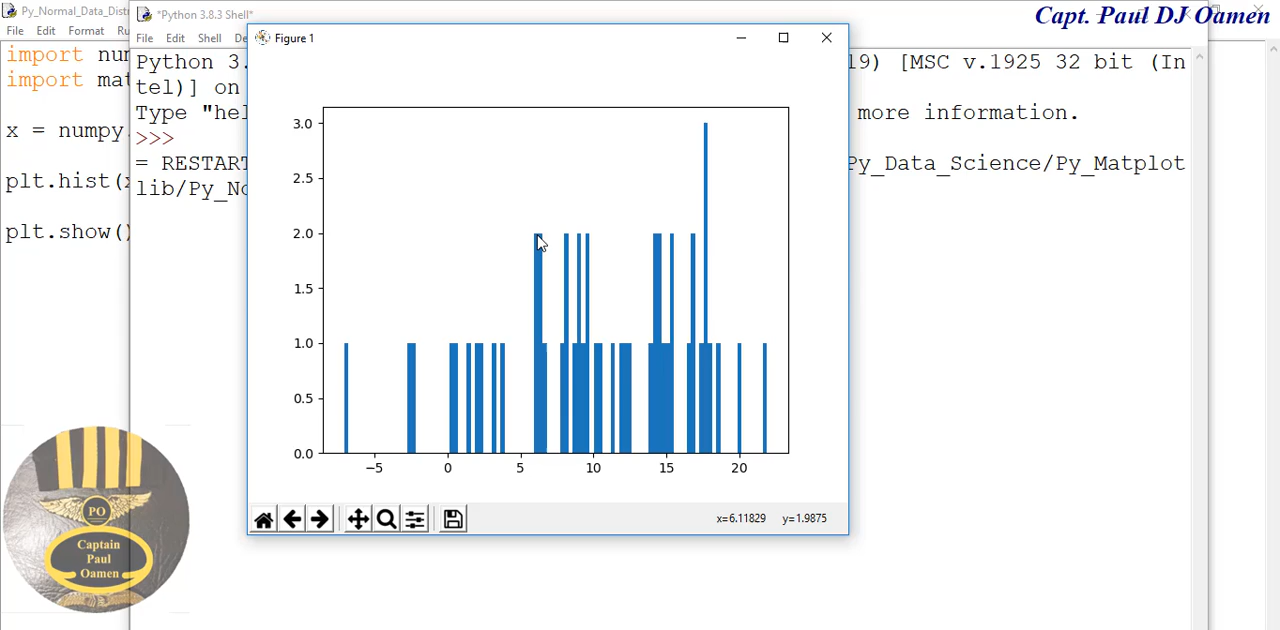 Py_Normal_Data_Distr
*Python 3.8.3 Shell*
Capt. Paul DJ Oamen
File Edit Format Ru
File Edit Shell De
Figure 1
import num
import mat
x = numpy.
plt.hist(x
plt.show()
Python 3. 19) [MSC v.1925 32 bit (In
tel)] on
Type "hel more information.
>>>
= RESTART Py_Data_Science/Py_Matplot
lib/Py_No
3.0
2.5
2.0
1.5
1.0
0.5
0.0
−5 0 5 10 15 20
x=6.11829 y=1.9875
PO
Captain
Paul
Oamen